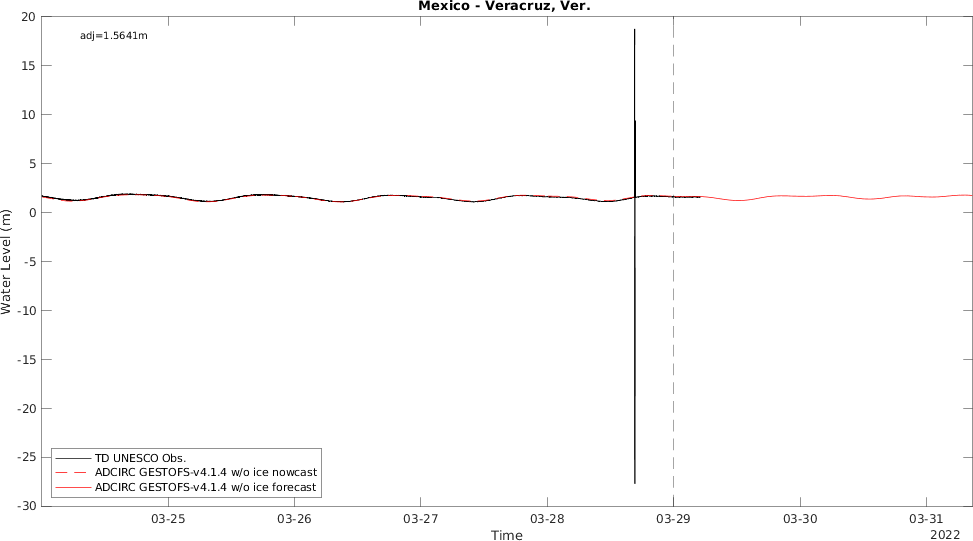 Mexico - Veracruz, Ver.
adj=1.5641m
20
15
10
5
0
-5
-10
-15
-20
-25
-30
Water Level (m)
TD UNESCO Obs.
ADCIRC GESTOFS-v4.1.4 w/o ice nowcast
ADCIRC GESTOFS-v4.1.4 w/o ice forecast
03-25 03-26 03-27 03-28 03-29 03-30 03-31
Time
2022